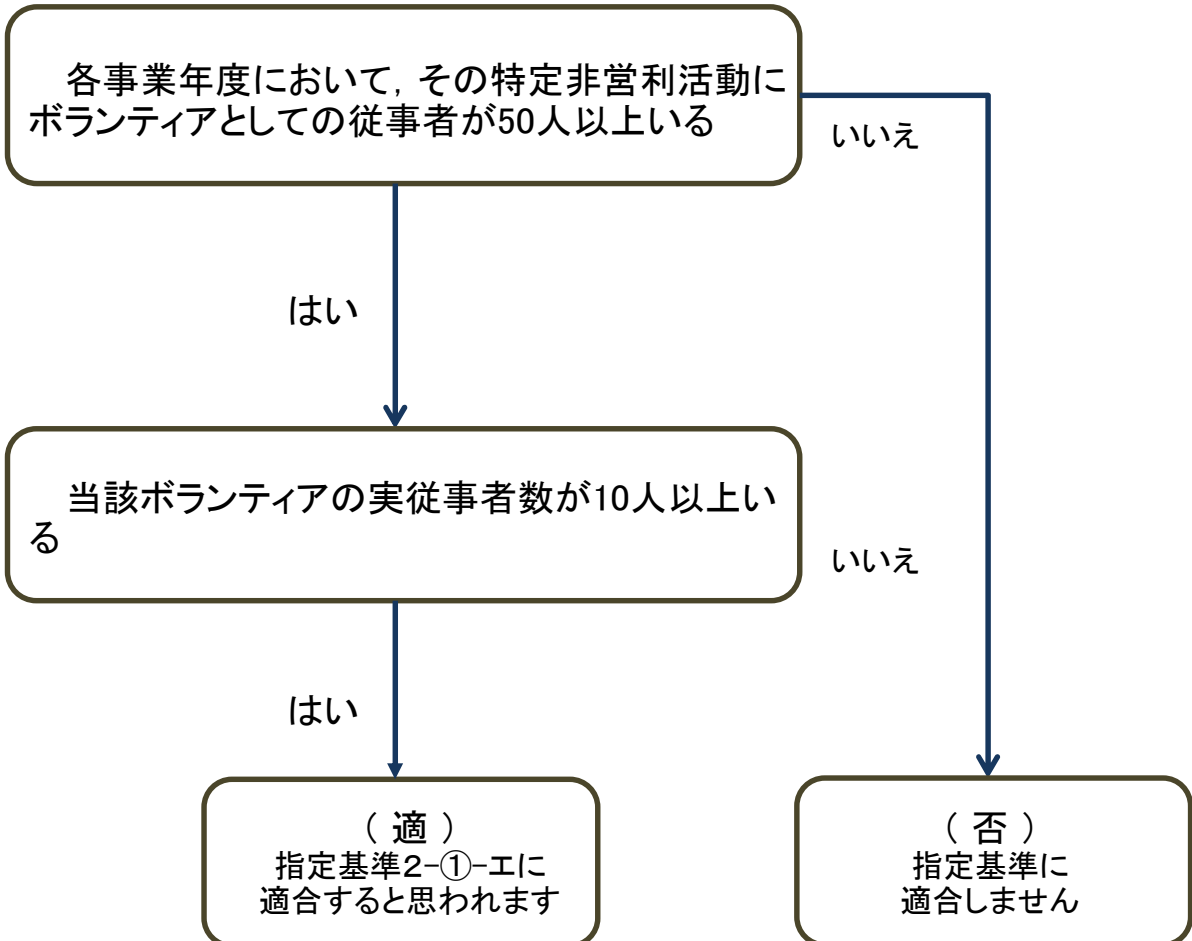 各事業年度において，その特定非営利活動に
ボランティアとしての従事者が50人以上いる
いいえ
はい
当該ボランティアの実従事者数が10人以上い
る
いいえ
はい
（ 適 ）
指定基準２-①-エに
適合すると思われます
（ 否 ）
指定基準に
適合しません